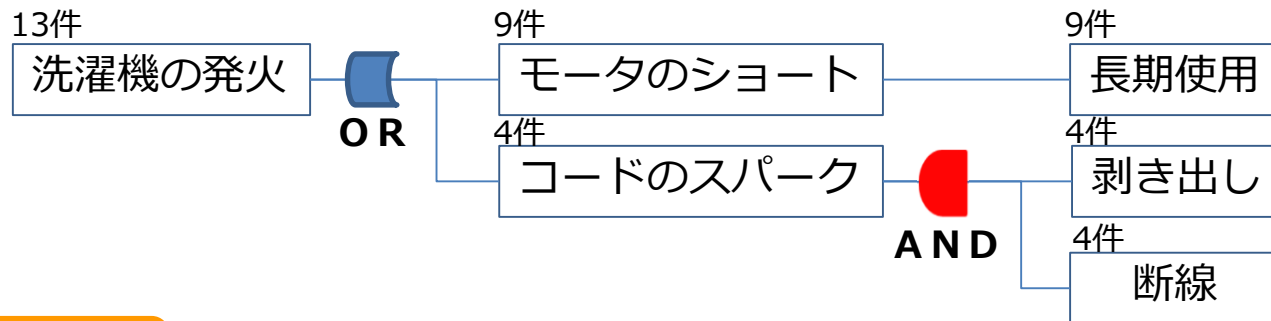 13件
洗濯機の発火
OR
9件
モータのショート
9件
長期使用
4件
コードのスパーク
AND
4件
剥き出し
4件
断線